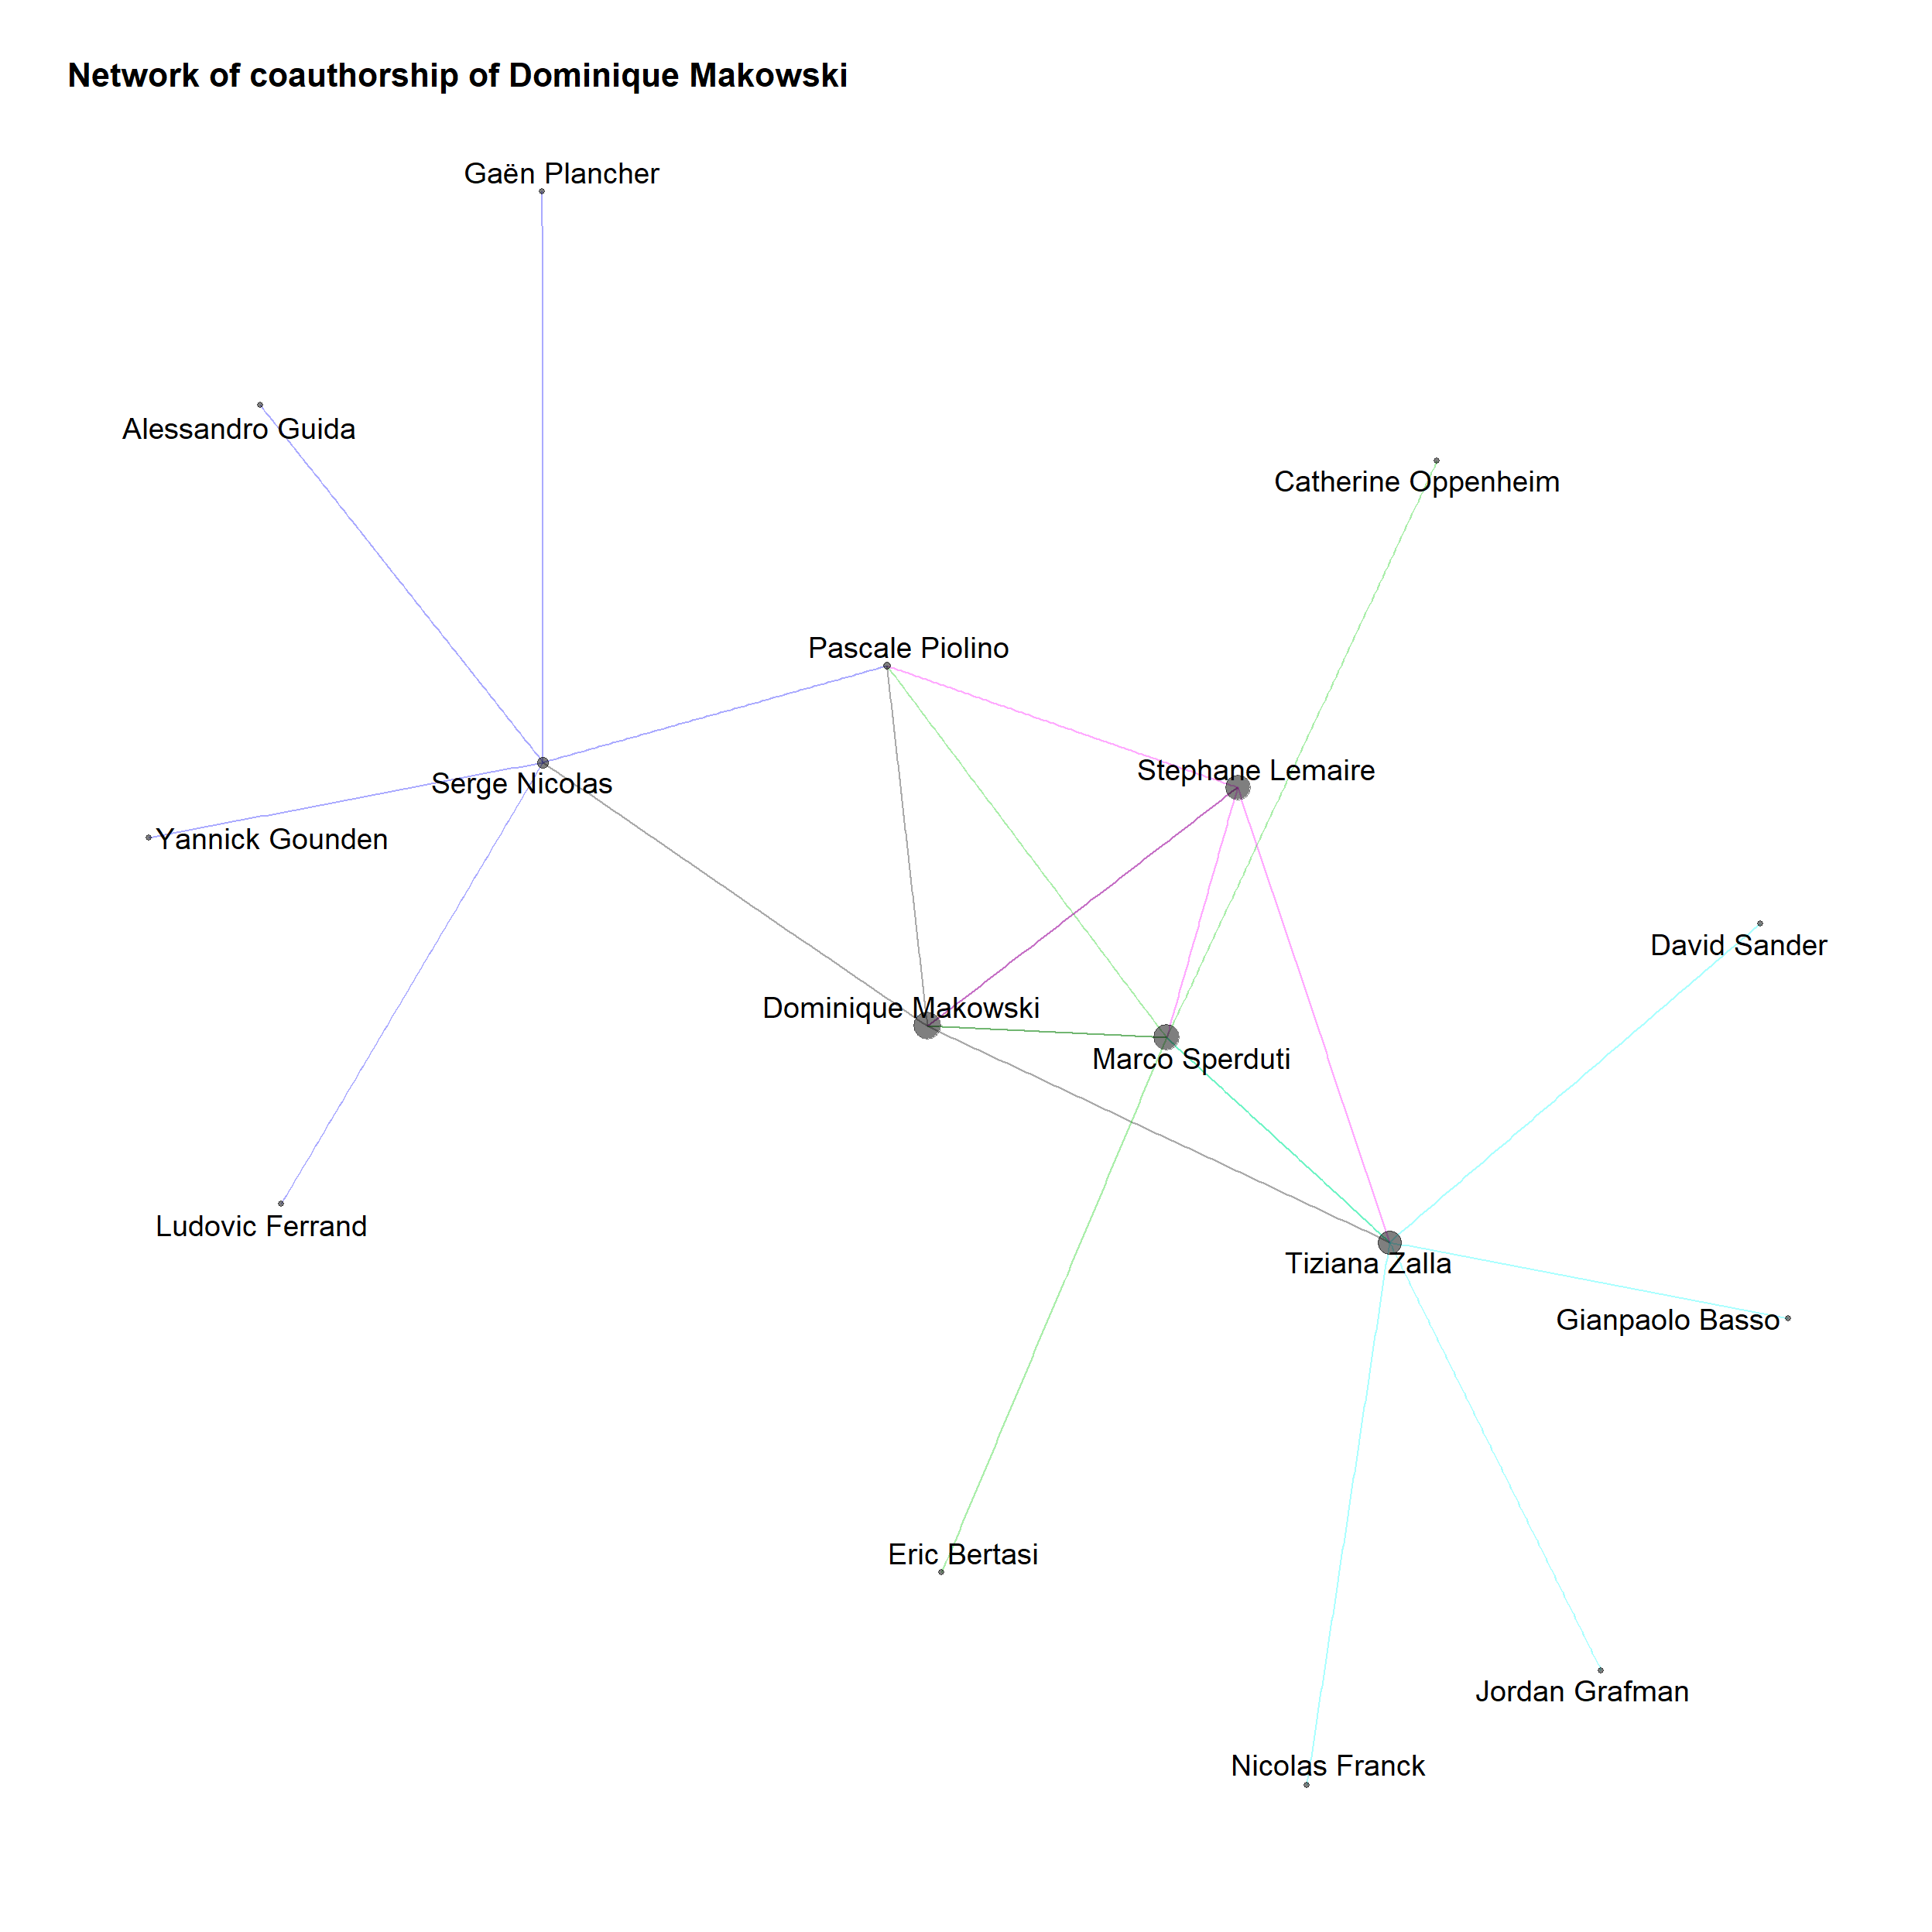 Network of coauthorship of Dominique Makowski
Gaën Plancher
Alessandro Guida
Catherine Oppenheim
Pascale Piolino
Stephane Lemaire
Serge Nicolas
Yannick Gounden
David Sander
Dominique Makowski
Marco Sperduti
Ludovic Ferrand
Tiziana Zalla
Gianpaolo Basso
Eric Bertasi
Jordan Grafman
Nicolas Franck